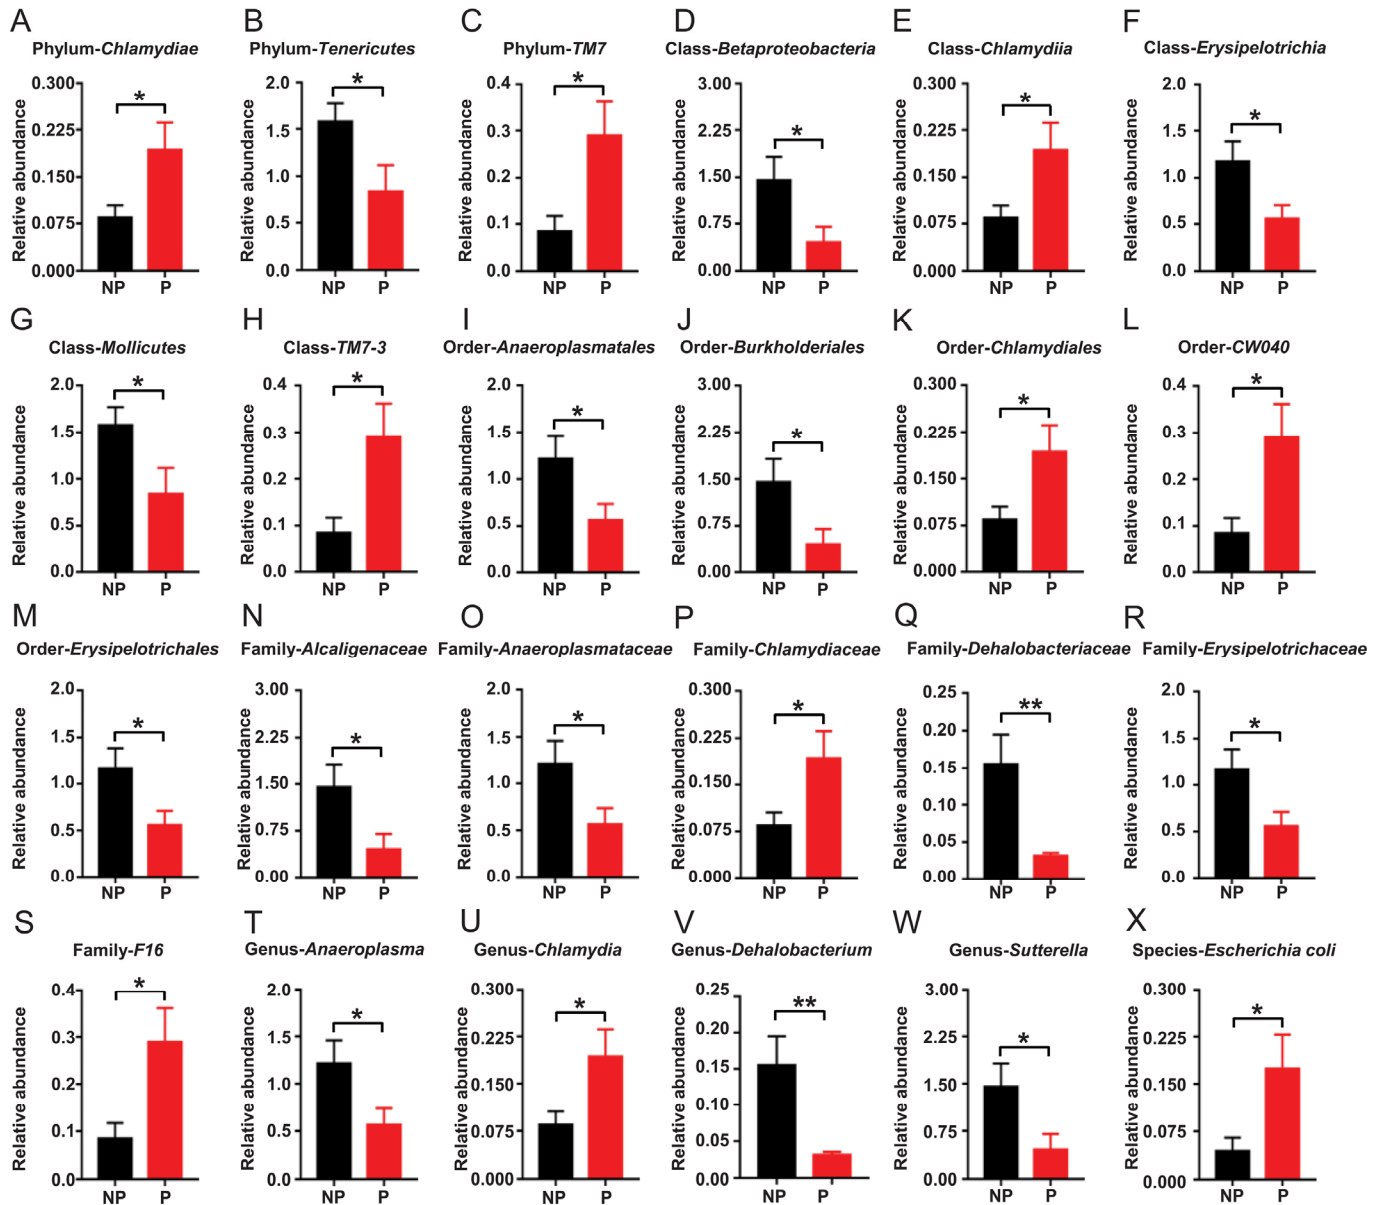 A B C D E F
Phylum-Chlamydiae Phylum-Tenericutes Phylum-TM7 Class-Betaproteobacteria Class-Chlamydiia Class-Erysipelotrichia
Relative abundance 0.300 0.225 0.150 0.075 0.000 * NP P
Relative abundance 2.0 1.5 1.0 0.5 0.0 * NP P
Relative abundance 0.4 0.3 0.2 0.1 0.0 * NP P
Relative abundance 3.00 2.25 1.50 0.75 0.00 * NP P
Relative abundance 0.300 0.225 0.150 0.075 0.000 * NP P
Relative abundance 2.0 1.5 1.0 0.5 0.0 * NP P
G H I J K L
Class-Mollicutes Class-TM7-3 Order-Anaeroplasmatales Order-Burkholderiales Order-Chlamydiales Order-CW040
Relative abundance 2.0 1.5 1.0 0.5 0.0 * NP P
Relative abundance 0.4 0.3 0.2 0.1 0.0 * NP P
Relative abundance 2.0 1.5 1.0 0.5 0.0 * NP P
Relative abundance 3.00 2.25 1.50 0.75 0.00 * NP P
Relative abundance 0.300 0.225 0.150 0.075 0.000 * NP P
Relative abundance 0.4 0.3 0.2 0.1 0.0 * NP P
M N O P Q R
Order-Erysipelotrichales Family-Alcaligenaceae Family-Anaeroplasmataceae Family-Chlamydiaceae Family-Dehalobacteriaceae Family-Erysipelotrichaceae
Relative abundance 2.0 1.5 1.0 0.5 0.0 * NP P
Relative abundance 3.00 2.25 1.50 0.75 0.00 * NP P
Relative abundance 2.0 1.5 1.0 0.5 0.0 * NP P
Relative abundance 0.300 0.225 0.150 0.075 0.000 * NP P
Relative abundance 0.25 0.20 0.15 0.10 0.05 0.00 ** NP P
Relative abundance 2.0 1.5 1.0 0.5 0.0 * NP P
S T U V W X
Family-F16 Genus-Anaeroplasma Genus-Chlamydia Genus-Dehalobacterium Genus-Sutterella Species-Escherichia coli
Relative abundance 0.4 0.3 0.2 0.1 0.0 * NP P
Relative abundance 2.0 1.5 1.0 0.5 0.0 * NP P
Relative abundance 0.300 0.225 0.150 0.075 0.000 * NP P
Relative abundance 0.25 0.20 0.15 0.10 0.05 0.00 ** NP P
Relative abundance 3.00 2.25 1.50 0.75 0.00 * NP P
Relative abundance 0.300 0.225 0.150 0.075 0.000 * NP P